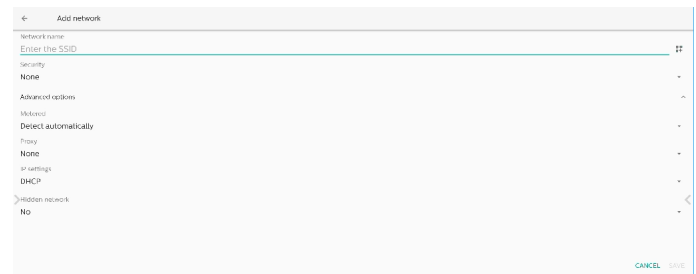 Add network
Network name
Enter the SSID
Security
None
Advanced options
Metered
Detect automatically
Proxy
None
IP settings
DHCP
Hidden network
No
CANCEL SAVE